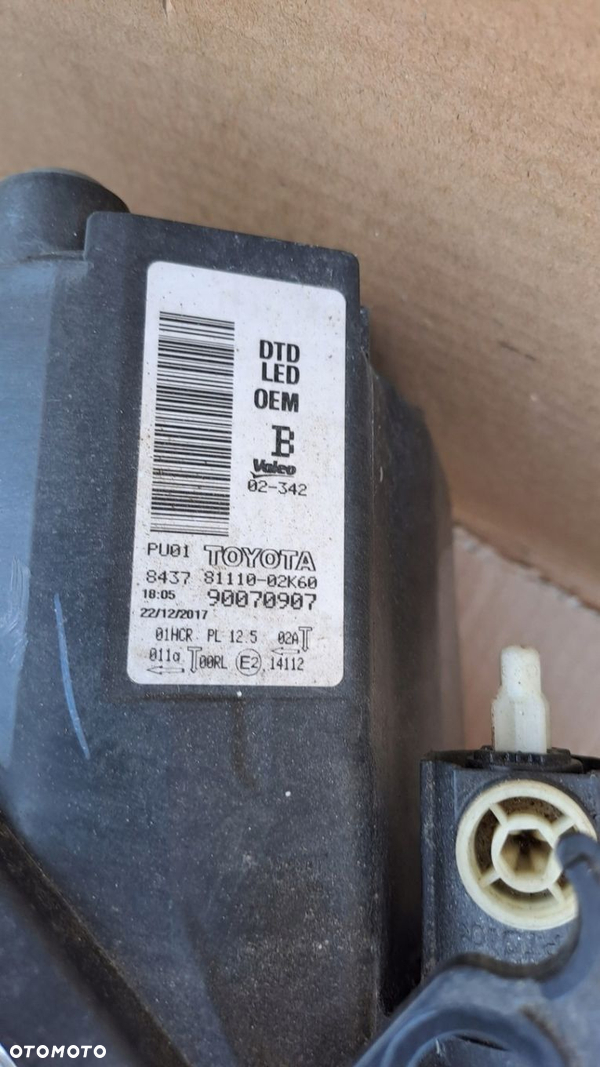 DTD
LED
OEM
B
Valeo
02-342
PU01 TOYOTA
8437 81110-02K60
18:05 90070907
22/12/2017
01HCR PL 12.5 02A
011a 00RL E2 14112
OTOMOTO